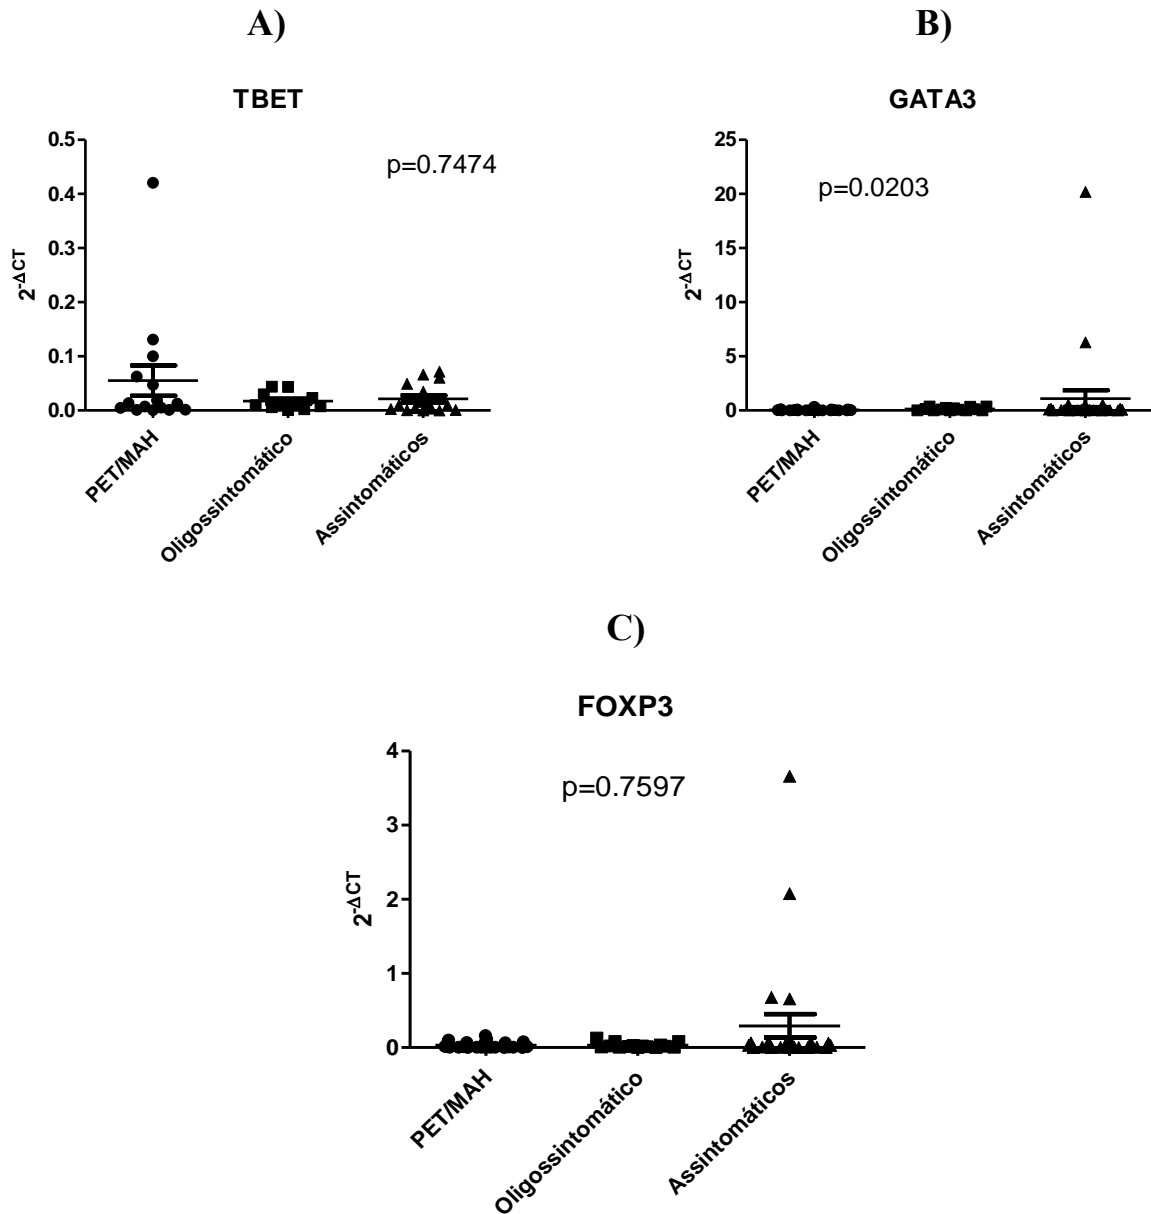 A)
TBET
0.5
0.4
0.3
0.2
0.1
0.0
2-ΔCT
p=0.7474
PET/MAH
Oligossintomático
Assintomáticos
B)
GATA3
25
20
15
10
5
0
2-ΔCT
p=0.0203
PET/MAH
Oligossintomático
Assintomáticos
C)
FOXP3
4
3
2
1
0
2-ΔCT
p=0.7597
PET/MAH
Oligossintomático
Assintomáticos